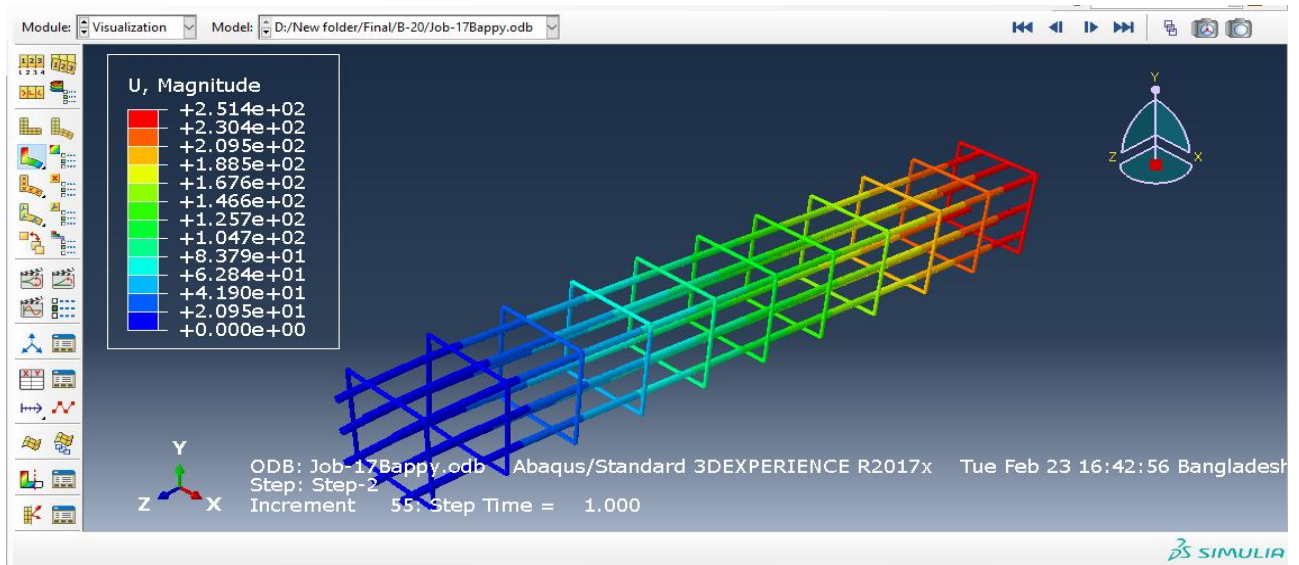 Module: Visualization Model: D:/New folder/Final/B-20/Job-17Bappy.odb
U, Magnitude
+2.514e+02
+2.304e+02
+2.095e+02
+1.885e+02
+1.676e+02
+1.466e+02
+1.257e+02
+1.047e+02
+8.379e+01
+6.284e+01
+4.190e+01
+2.095e+01
+0.000e+00
Y
Z X
Y
Z X
ODB: Job-17Bappy.odb Abaqus/Standard 3DEXPERIENCE R2017x Tue Feb 23 16:42:56 Bangladesh
Step: Step-2
Increment 55: Step Time = 1.000
SIMULIA